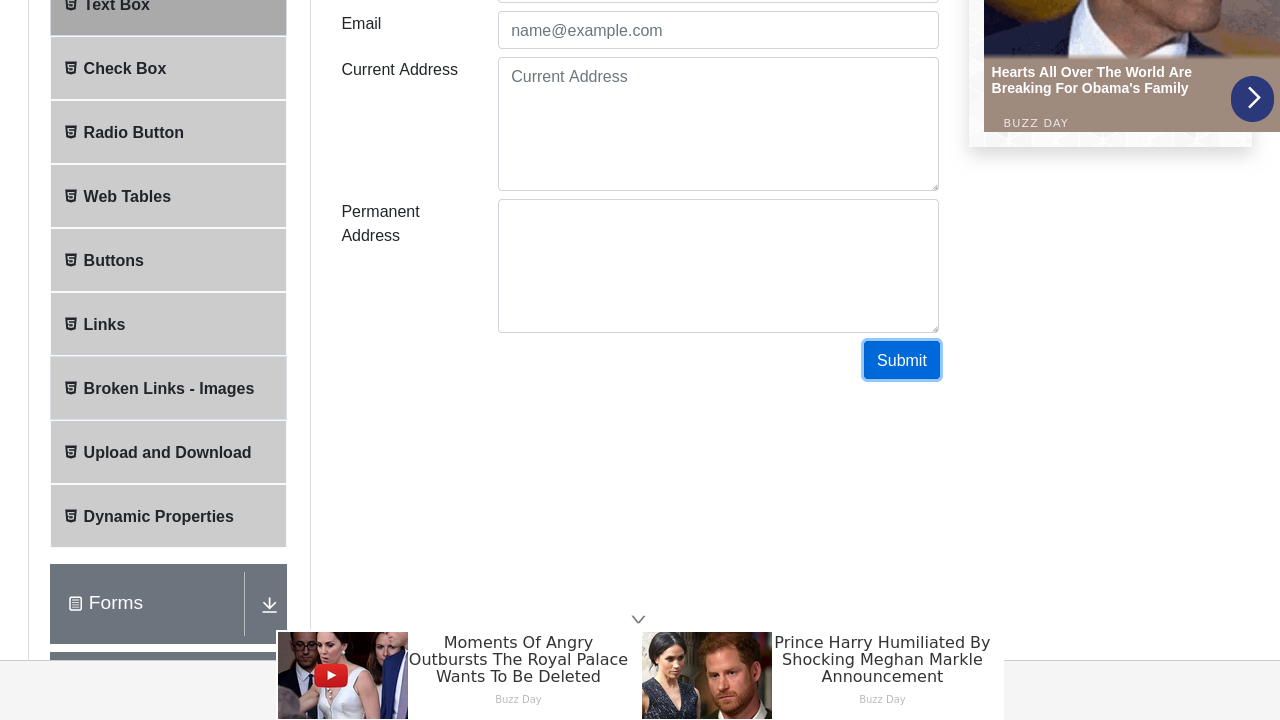 Text Box
Check Box
Radio Button
Web Tables
Buttons
Links
Broken Links - Images
Upload and Download
Dynamic Properties
Forms
Email
name@example.com
Current Address
Current Address
Permanent
Address
Submit
Hearts All Over The World Are
Breaking For Obama's Family
BUZZ DAY
Moments Of Angry
Outbursts The Royal Palace
Wants To Be Deleted
Buzz Day
Prince Harry Humiliated By
Shocking Meghan Markle
Announcement
Buzz Day